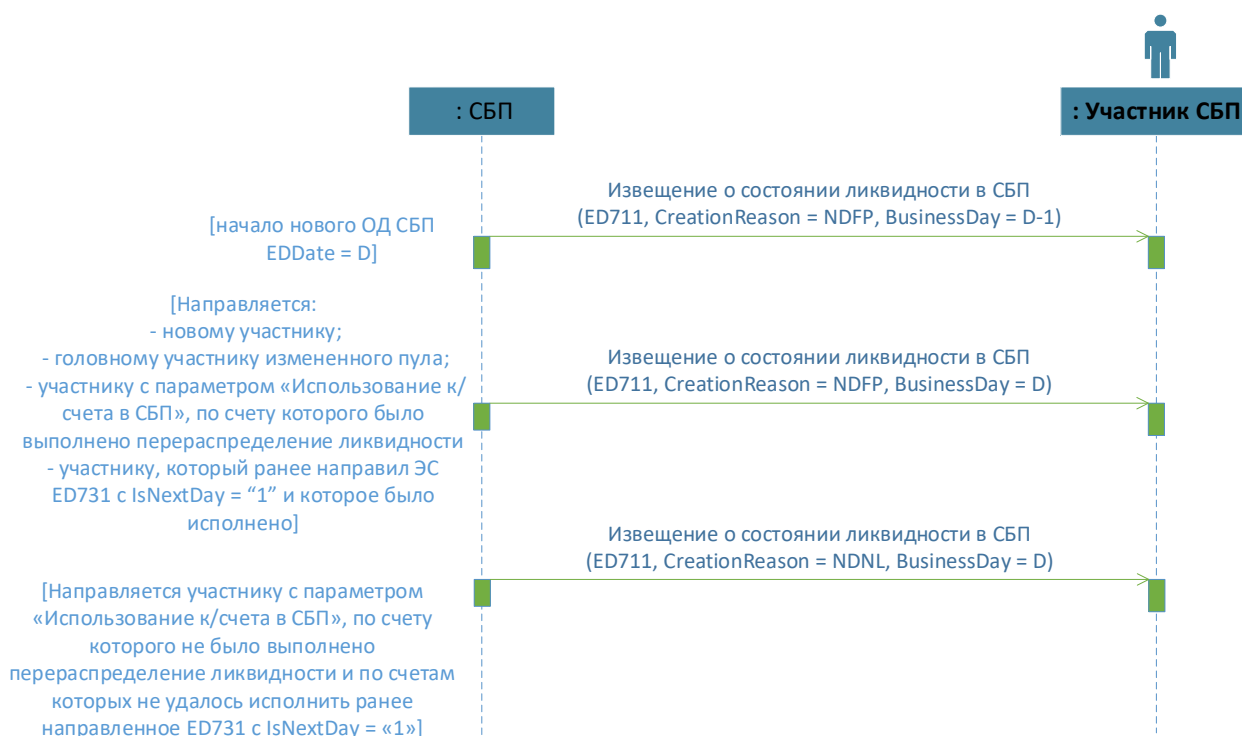 : СБП
: Участник СБП
Извещение о состоянии ликвидности в СБП
(ED711, CreationReason = NDFP, BusinessDay = D-1)
[начало нового ОД СБП
EDDate = D]
[Направляется:
- новому участнику;
- головному участнику измененного пула;
- участнику с параметром «Использование к/
счета в СБП», по счету которого было
выполнено перераспределение ликвидности
- участнику, который ранее направил ЭС
ED731 с IsNextDay = “1” и которое было
исполнено]
Извещение о состоянии ликвидности в СБП
(ED711, CreationReason = NDFP, BusinessDay = D)
Извещение о состоянии ликвидности в СБП
(ED711, CreationReason = NDNL, BusinessDay = D)
[Направляется участнику с параметром
«Использование к/счета в СБП», по счету
которого не было выполнено
перераспределение ликвидности и по счетам
которых не удалось исполнить ранее
направленное ED731 с IsNextDay = «1»]